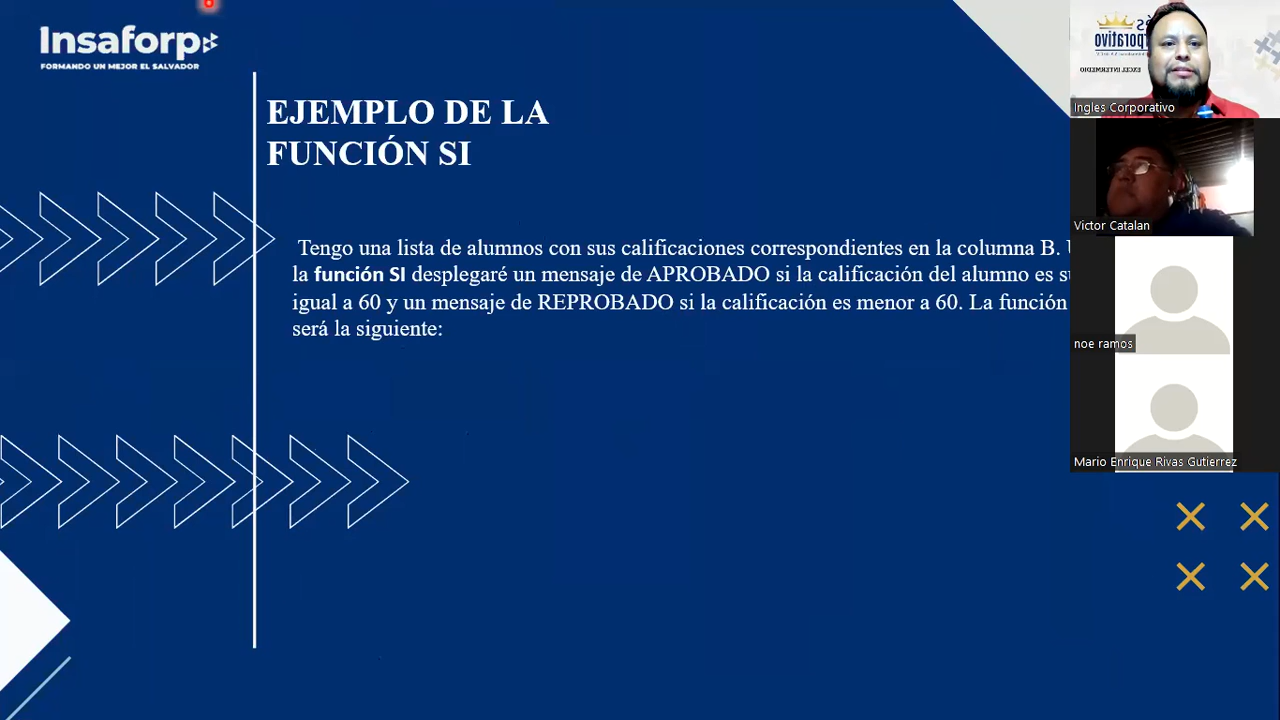 Insaforp
FORMANDO UN MEJOR EL SALVADOR
EJEMPLO DE LA
FUNCIÓN SI
Tengo una lista de alumnos con sus calificaciones correspondientes en la columna B.
la función SI desplegaré un mensaje de APROBADO si la calificación del alumno es
igual a 60 y un mensaje de REPROBADO si la calificación es menor a 60. La función
será la siguiente:
EXCEL INTERMEDIO
Ingles Corporativo
Victor Catalan
noe ramos
Mario Enrique Rivas Gutierrez